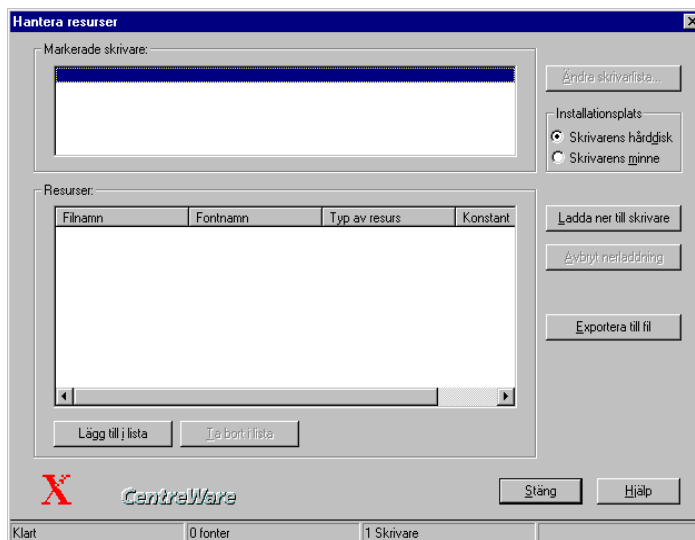 Hantera resurser
Markerade skrivare:
Ändra skrivarlista...
Installationsplats
Skrivarens hårddisk
Skrivarens minne
Resurser:
Filnamn Fontnamn Typ av resurs Konstant
Ladda ner till skrivare
Avbryt nerladdning
Exportera till fil
Lägg till i lista Ta bort i lista
X CentreWare
Stäng Hjälp
Klart 0 fonter 1 Skrivare